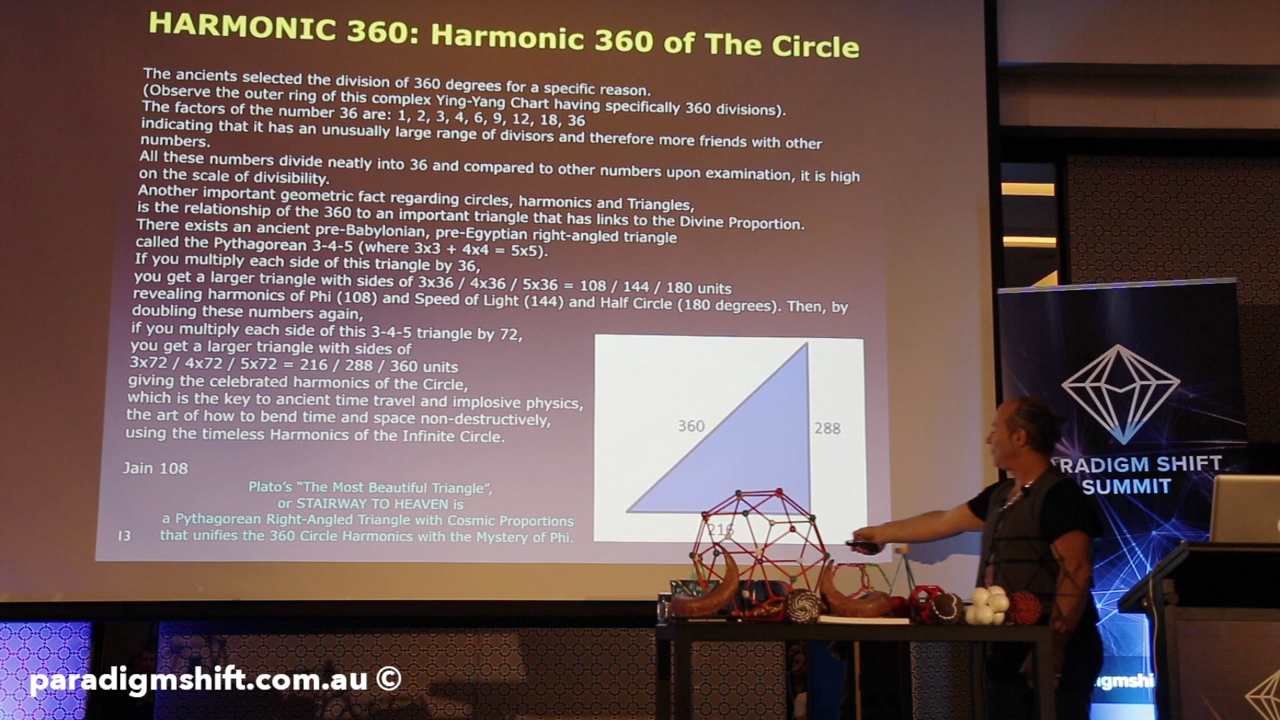 HARMONIC 360: Harmonic 360 of The Circle
The ancients selected the division of 360 degrees for a specific reason.
(Observe the outer ring of this complex Ying-Yang Chart having specifically 360 divisions).
The factors of the number 36 are: 1, 2, 3, 4, 6, 9, 12, 18, 36
indicating that it has an unusually large range of divisors and therefore more friends with other
numbers.
All these numbers divide neatly into 36 and compared to other numbers upon examination, it is high
on the scale of divisibility.
Another important geometric fact regarding circles, harmonics and Triangles,
is the relationship of the 360 to an important triangle that has links to the Divine Proportion.
There exists an ancient pre-Babylonian, pre-Egyptian right-angled triangle
called the Pythagorean 3-4-5 (where 3x3 + 4x4 = 5x5).
If you multiply each side of this triangle by 36,
you get a larger triangle with sides of 3x36 / 4x36 / 5x36 = 108 / 144 / 180 units
revealing harmonics of Phi (108) and Speed of Light (144) and Half Circle (180 degrees). Then, by
doubling these numbers again,
if you multiply each side of this 3-4-5 triangle by 72,
you get a larger triangle with sides of
3x72 / 4x72 / 5x72 = 216 / 288 / 360 units
giving the celebrated harmonics of the Circle,
which is the key to ancient time travel and implosive physics,
the art of how to bend time and space non-destructively,
using the timeless Harmonics of the Infinite Circle.
Jain 108
Plato's "The Most Beautiful Triangle",
or STAIRWAY TO HEAVEN is
a Pythagorean Right-Angled Triangle with Cosmic Proportions
that unifies the 360 Circle Harmonics with the Mystery of Phi.
13
360
288
216
RADIGM SHIFT
SUMMIT
igmshi
paradigmshift.com.au ©